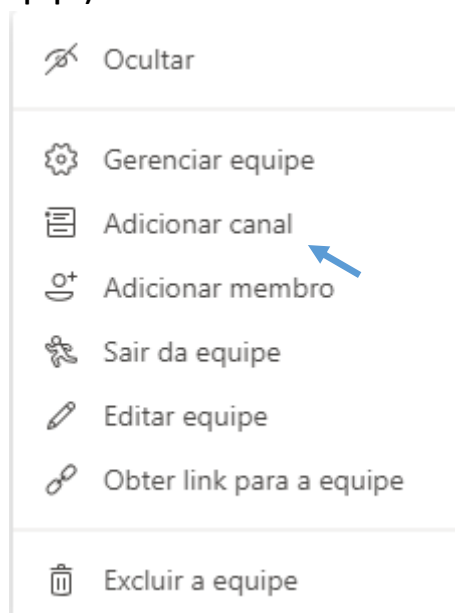 Ocultar
Gerenciar equipe
Adicionar canal
Adicionar membro
Sair da equipe
Editar equipe
Obter link para a equipe
Excluir a equipe